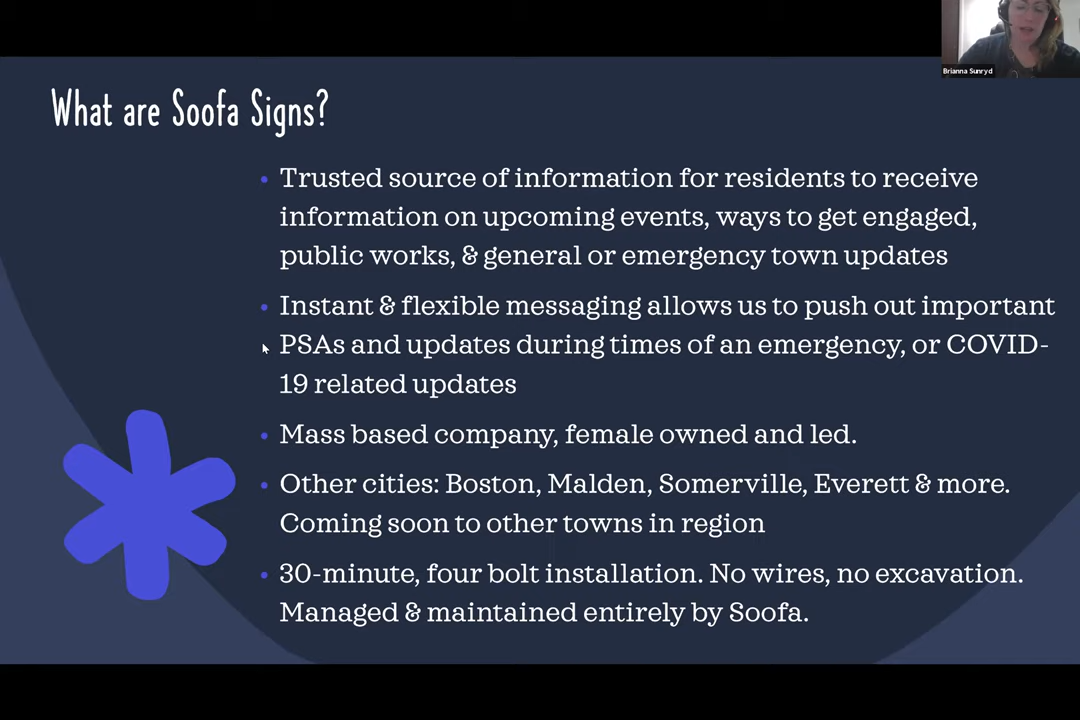 Brianna Sunryd
What are Soofa Signs?
• Trusted source of information for residents to receive
information on upcoming events, ways to get engaged,
public works, & general or emergency town updates
• Instant & flexible messaging allows us to push out important
PSAs and updates during times of an emergency, or COVID-
19 related updates
• Mass based company, female owned and led.
• Other cities: Boston, Malden, Somerville, Everett & more.
Coming soon to other towns in region
• 30-minute, four bolt installation. No wires, no excavation.
Managed & maintained entirely by Soofa.